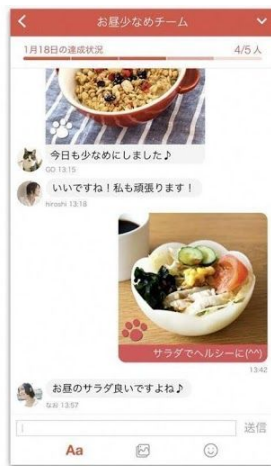 お昼少なめチーム
1月18日の達成状況 4/5人
今日も少なめにしました♪
GO 13:15
いいですね！私も頑張ります！
hiroshi 13:18
サラダでヘルシーに(^^)
13:42
お昼のサラダ良いですよね♪
なお 13:57
送信
Aa